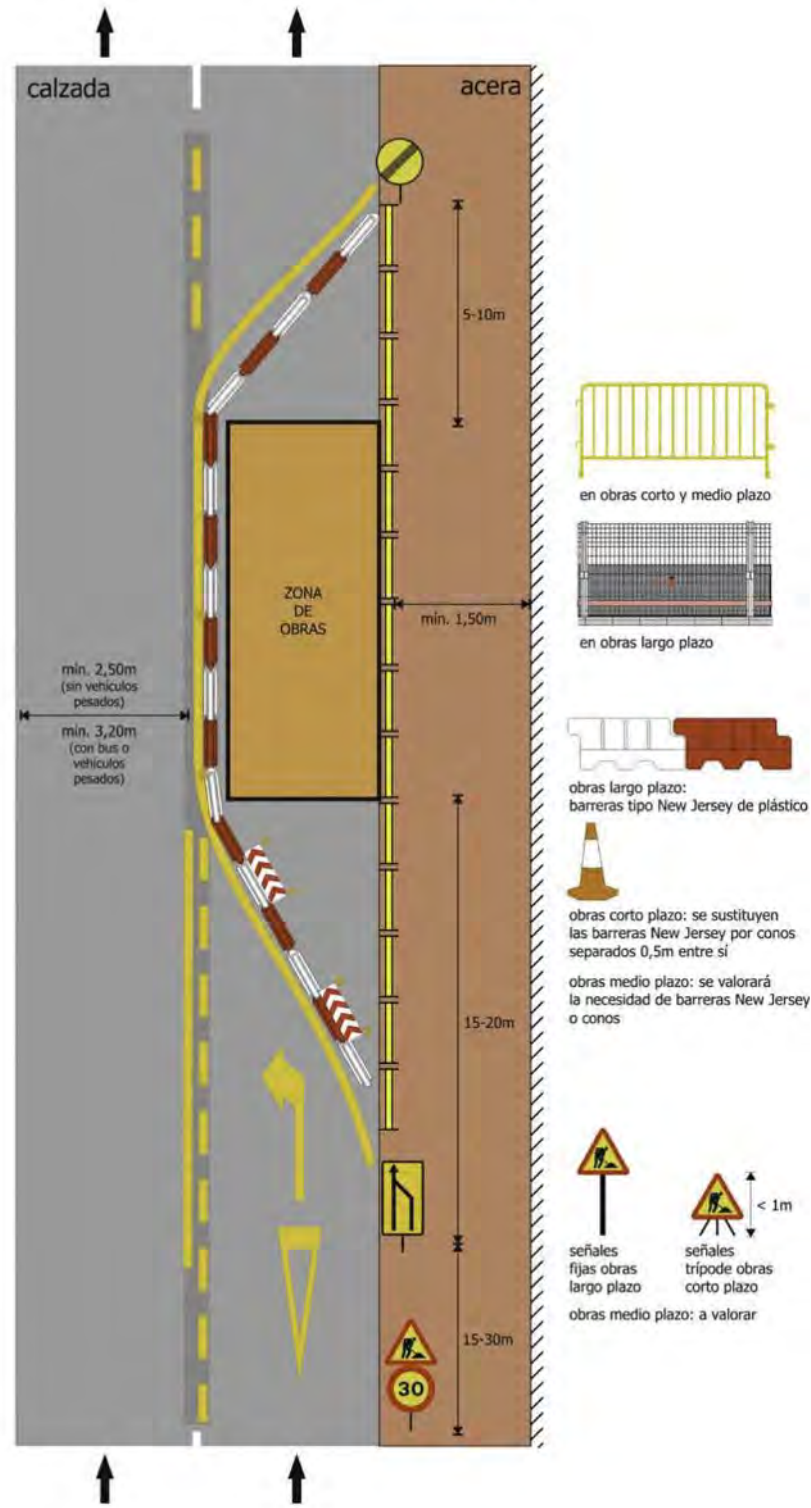 calzada
acera
5-10m
en obras corto y medio plazo
ZONA
DE
OBRAS
min. 1,50m
en obras largo plazo
min. 2,50m
(sin vehículos
pesados)
min. 3,20m
(con bus o
vehículos
pesados)
obras largo plazo:
barreras tipo New Jersey de plástico
obras corto plazo: se sustituyen
las barreras New Jersey por conos
separados 0,5m entre sí
obras medio plazo: se valorará
la necesidad de barreras New Jersey
o conos
15-20m
< 1m
señales
fijas obras
largo plazo
señales
trípode obras
corto plazo
obras medio plazo: a valorar
15-30m
30